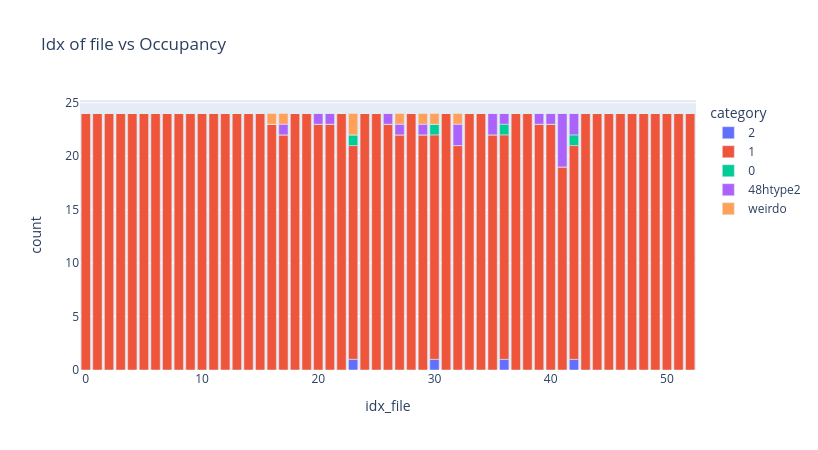 Idx of file vs Occupancy
category
2
1
0
48htype2
weirdo
25
20
15
10
5
0
count
0 10 20 30 40 50
idx_file